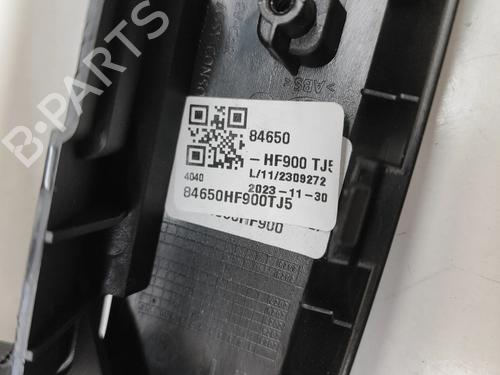 B-PARTS
>ABS<
84650
-HF900 TJ5
L/11/2309272
4040
2023-11-30
84650HF900TJ5
HF900